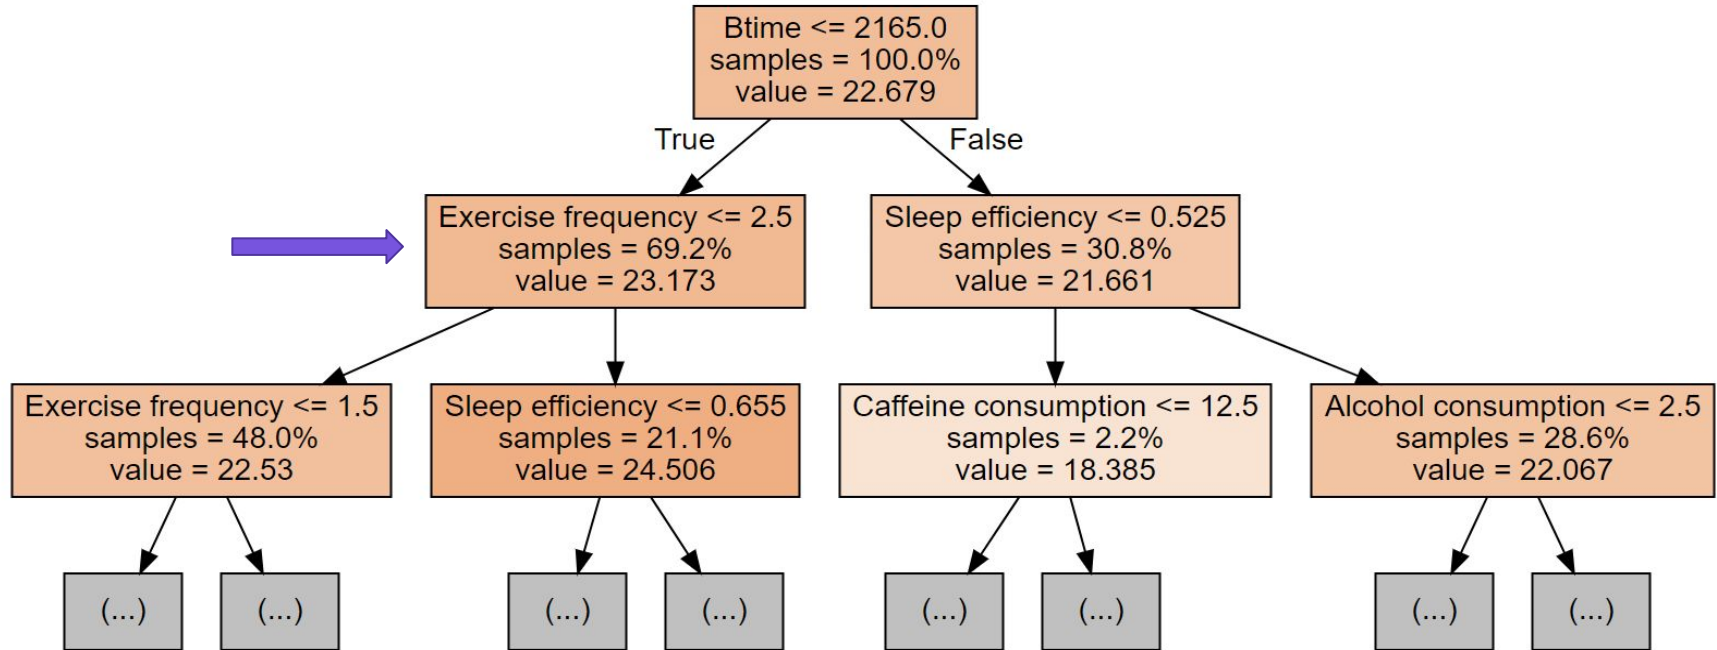 Btime <= 2165.0
samples = 100.0%
value = 22.679
True
False
Exercise frequency <= 2.5
samples = 69.2%
value = 23.173
Sleep efficiency <= 0.525
samples = 30.8%
value = 21.661
Exercise frequency <= 1.5
samples = 48.0%
value = 22.53
Sleep efficiency <= 0.655
samples = 21.1%
value = 24.506
Caffeine consumption <= 12.5
samples = 2.2%
value = 18.385
Alcohol consumption <= 2.5
samples = 28.6%
value = 22.067
(...)
(...)
(...)
(...)
(...)
(...)
(...)
(...)